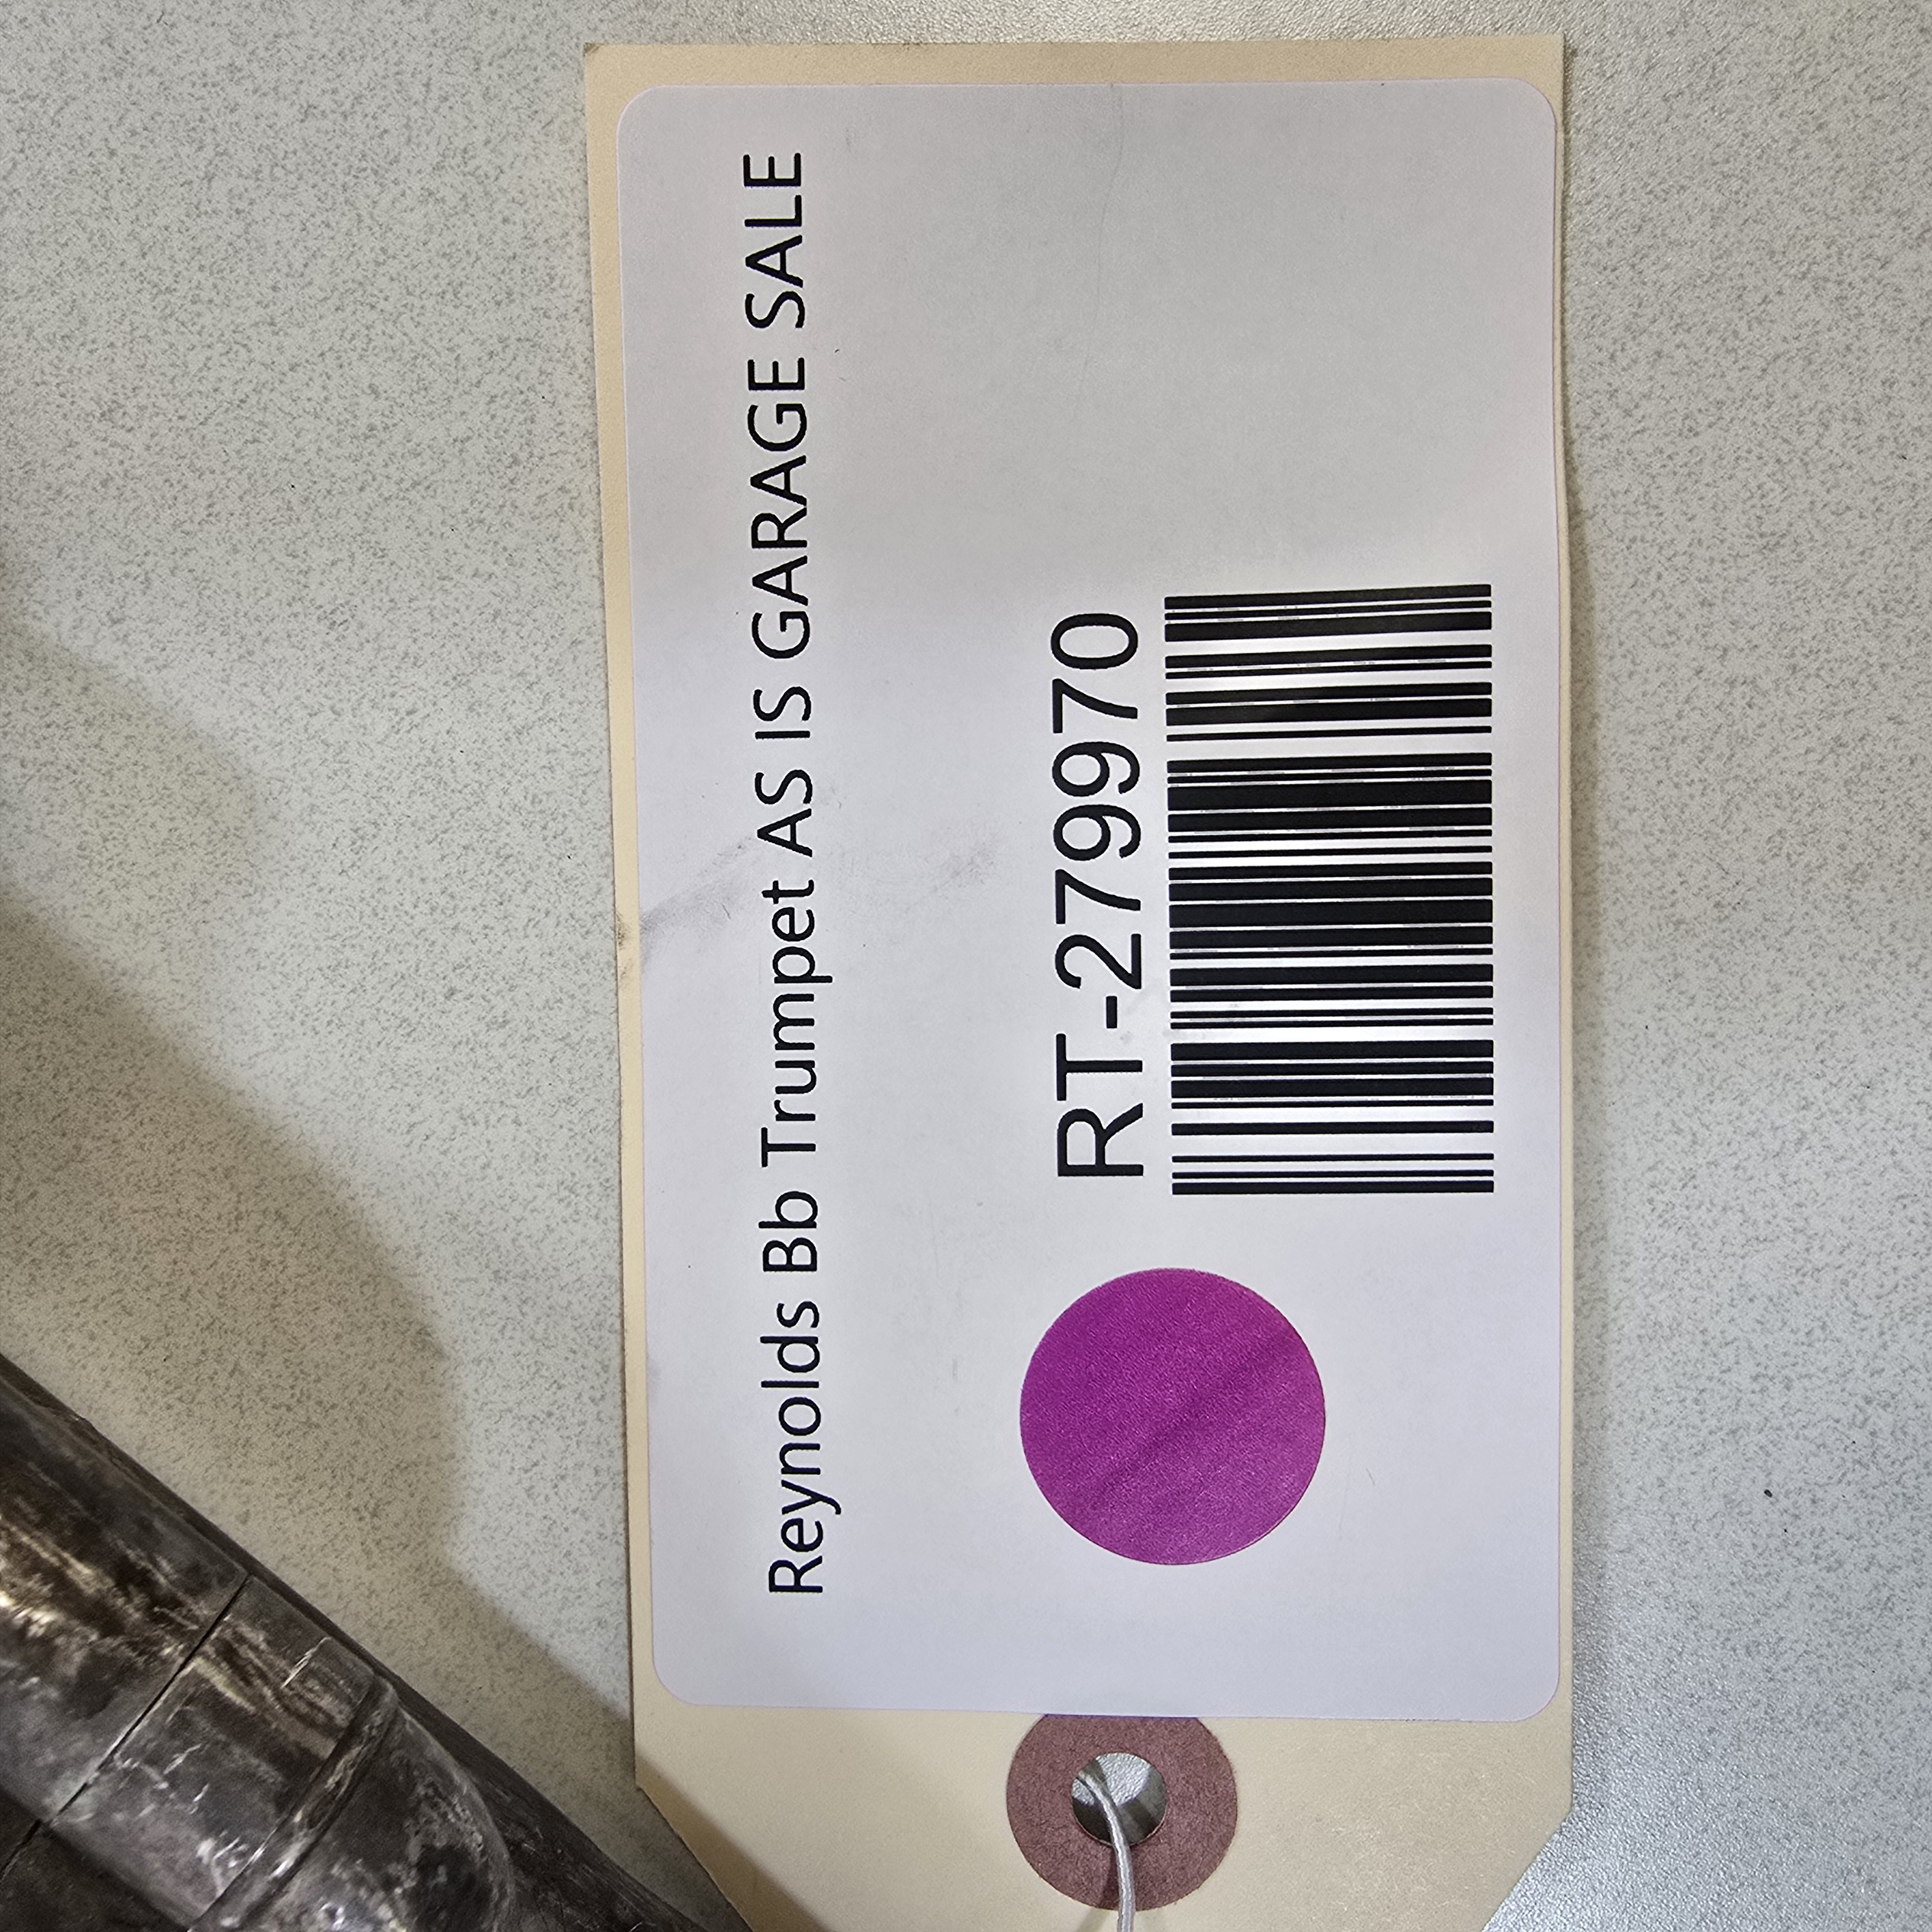 Reynolds Bb Trumpet AS IS GARAGE SALE
RT-279970